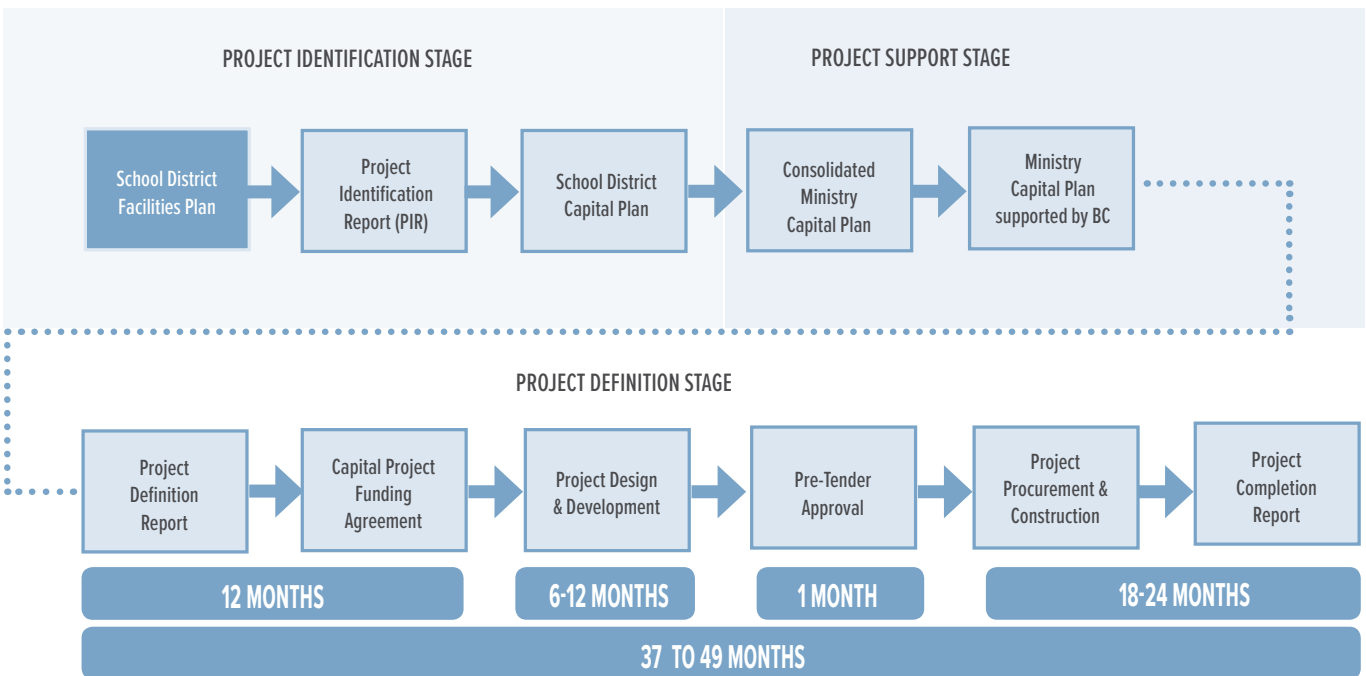 PROJECT IDENTIFICATION STAGE
PROJECT SUPPORT STAGE
School District
Facilities Plan
Project
Identification
Report (PIR)
School District
Capital Plan
Consolidated
Ministry
Capital Plan
Ministry
Capital Plan
supported by BC
PROJECT DEFINITION STAGE
Project
Definition
Report
Capital Project
Funding
Agreement
Project Design
& Development
Pre-Tender
Approval
Project
Procurement &
Construction
Project
Completion
Report
12 MONTHS
6-12 MONTHS
1 MONTH
18-24 MONTHS
37 TO 49 MONTHS